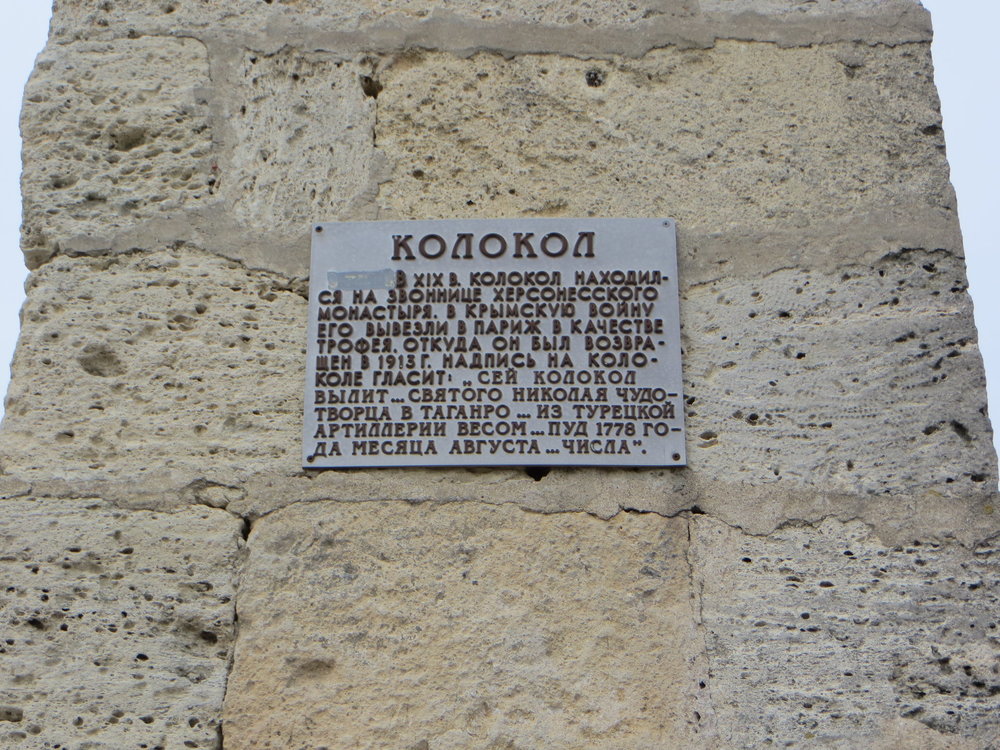 КОЛОКОЛ
В XIX В. КОЛОКОЛ НАХОДИЛ-
СЯ НА ЗВОННИЦЕ ХЕРСОНЕССКОГО
МОНАСТЫРЯ. В КРЫМСКУЮ ВОЙНУ
ЕГО ВЫВЕЗЛИ В ПАРИЖ В КАЧЕСТВЕ
ТРОФЕЯ, ОТКУДА ОН БЫЛ ВОЗВРА-
ЩЕН В 1913 Г. НАДПИСЬ НА КОЛО-
КОЛЕ ГЛАСИТ: „СЕЙ КОЛОКОЛ
ВЫЛИТ... СВЯТОГО НИКОЛАЯ ЧУДО-
ТВОРЦА В ТАГАНРО ... ИЗ ТУРЕЦКОЙ
АРТИЛЛЕРИИ ВЕСОМ... ПУД 1778 ГО-
ДА МЕСЯЦА АВГУСТА ... ЧИСЛА".